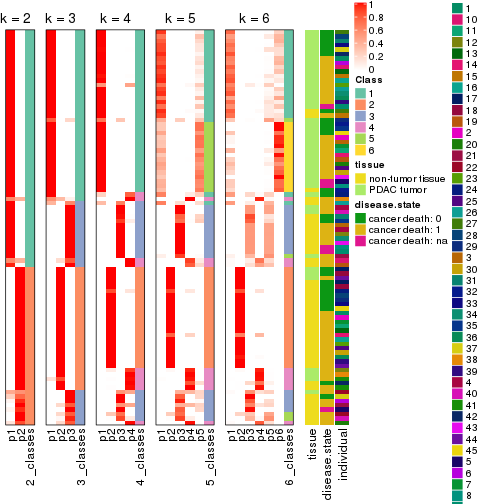 k = 2
k = 3
k = 4
k = 5
k = 6
p1
p2
2_classes
p1
p2
p3
3_classes
p1
p2
p3
p4
4_classes
p1
p2
p3
p4
p5
5_classes
p1
p2
p3
p4
p5
p6
6_classes
tissue
disease.state
individual
1
0.8
0.6
0.4
0.2
0
Class
1
2
3
4
5
6
tissue
non-tumor tissue
PDAC tumor
disease.state
cancer death: 0
cancer death: 1
cancer death: na
1
10
11
12
13
14
15
16
17
18
19
2
20
21
22
23
24
25
26
27
28
29
3
30
31
32
33
34
35
36
37
38
39
4
40
41
42
43
44
45
5
6
7
8